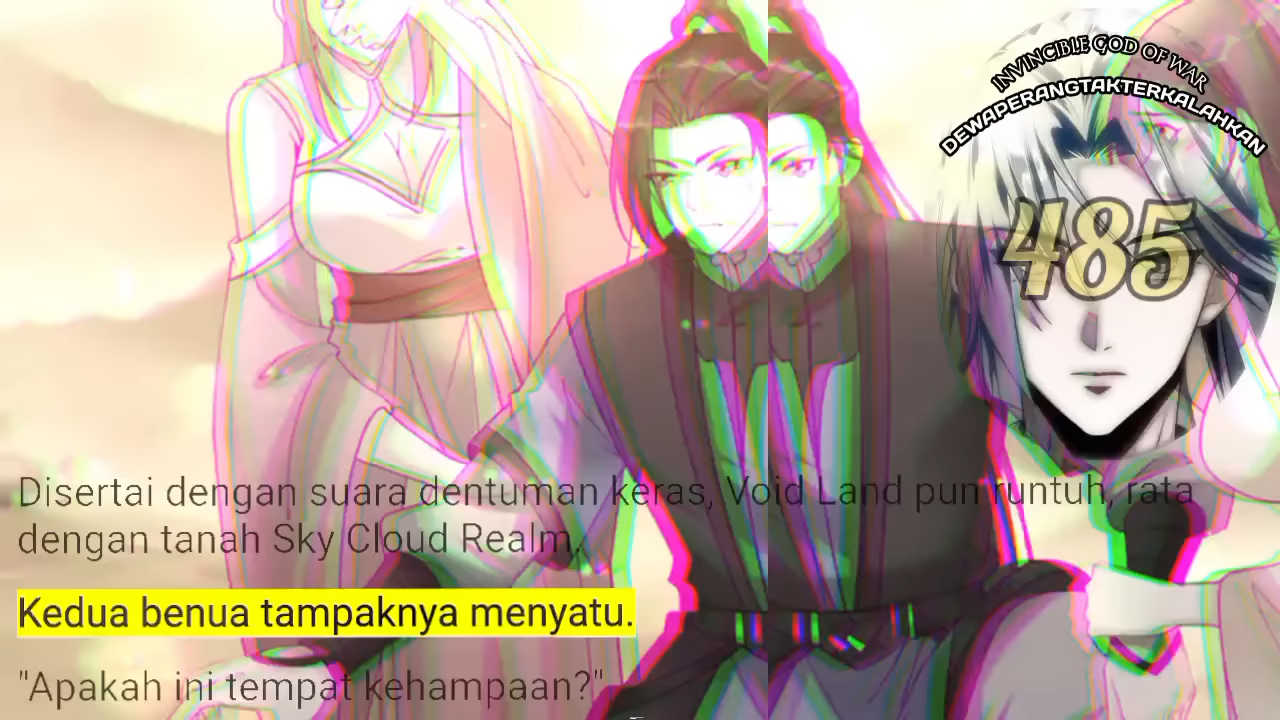 INVINCIBLE GOD OF WAR
DEWAPERANGTAKTERKALAHKAN
485
Disertai dengan suara dentuman keras, Void Land pun runtuh, rata
dengan tanah Sky Cloud Realm.
Kedua benua tampaknya menyatu.
"Apakah ini tempat kehampaan?"